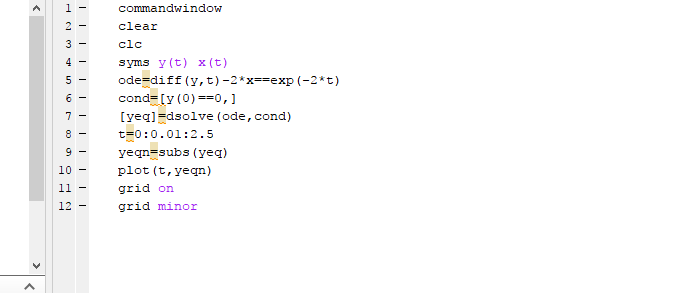 1 – commandwindow
2 – clear
3 – clc
4 – syms y(t) x(t)
5 – ode=diff(y,t)-2*x==exp(-2*t)
6 – cond=[y(0)==0,]
7 – [yeq]=dsolve(ode,cond)
8 – t=0:0.01:2.5
9 – yeqn=subs(yeq)
10 – plot(t,yeqn)
11 – grid on
12 – grid minor